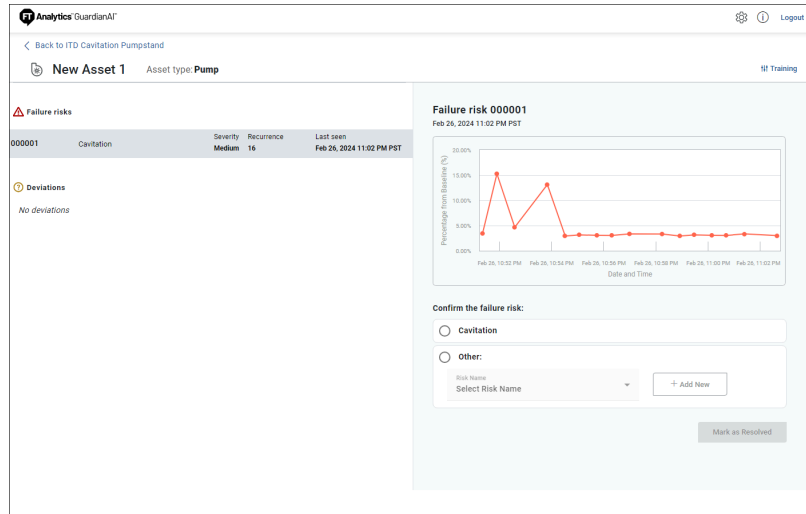 FT Analytics™ GuardianAI™
Logout
Back to ITD Cavitation Pumpstand
New Asset 1 Asset type: Pump
Training
Failure risks
000001 Cavitation Severity Medium Recurrence 16 Last seen Feb 26, 2024 11:02 PM PST
Deviations
No deviations
Failure risk 000001
Feb 26, 2024 11:02 PM PST
Percentage from Baseline (%)
20.00%
15.00%
10.00%
5.00%
0.00%
Feb 26, 10:52 PM Feb 26, 10:54 PM Feb 26, 10:56 PM Feb 26, 10:58 PM Feb 26, 11:00 PM Feb 26, 11:02 PM
Date and Time
Confirm the failure risk:
Cavitation
Other:
Risk Name
Select Risk Name
+ Add New
Mark as Resolved